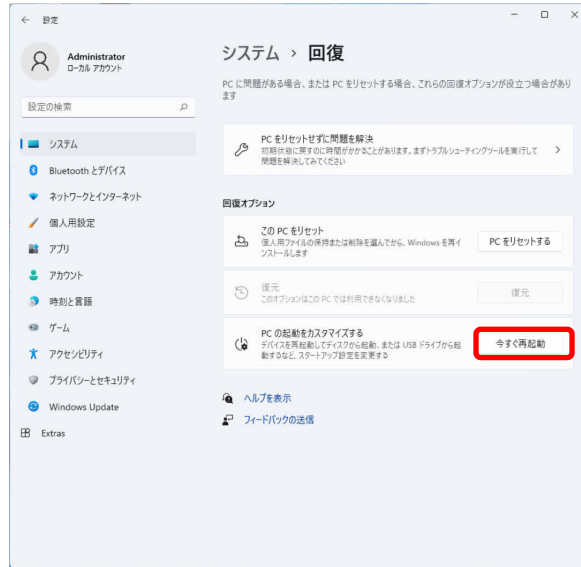 ← 設定
Administrator
ローカル アカウント
設定の検索
システム
Bluetooth とデバイス
ネットワークとインターネット
個人用設定
アプリ
アカウント
時刻と言語
ゲーム
アクセシビリティ
プライバシーとセキュリティ
Windows Update
Extras
システム › 回復
PC に問題がある場合、または PC をリセットする場合、これらの回復オプションが役立つ場合があり
ます
PC をリセットせずに問題を解決
初期状態に戻すのに時間がかかることがあります。まずトラブルシューティングツールを実行して
問題を解決してみてください
回復オプション
この PC をリセット
個人用ファイルの保持または削除を選んでから、Windows を再イ
ンストールします
PC をリセットする
復元
このオプションはこの PC では利用できなくなりました
復元
PC の起動をカスタマイズする
デバイスを再起動してディスクから起動、または USB ドライブから起
動するなど、スタートアップ設定を変更する
今すぐ再起動
ヘルプを表示
フィードバックの送信